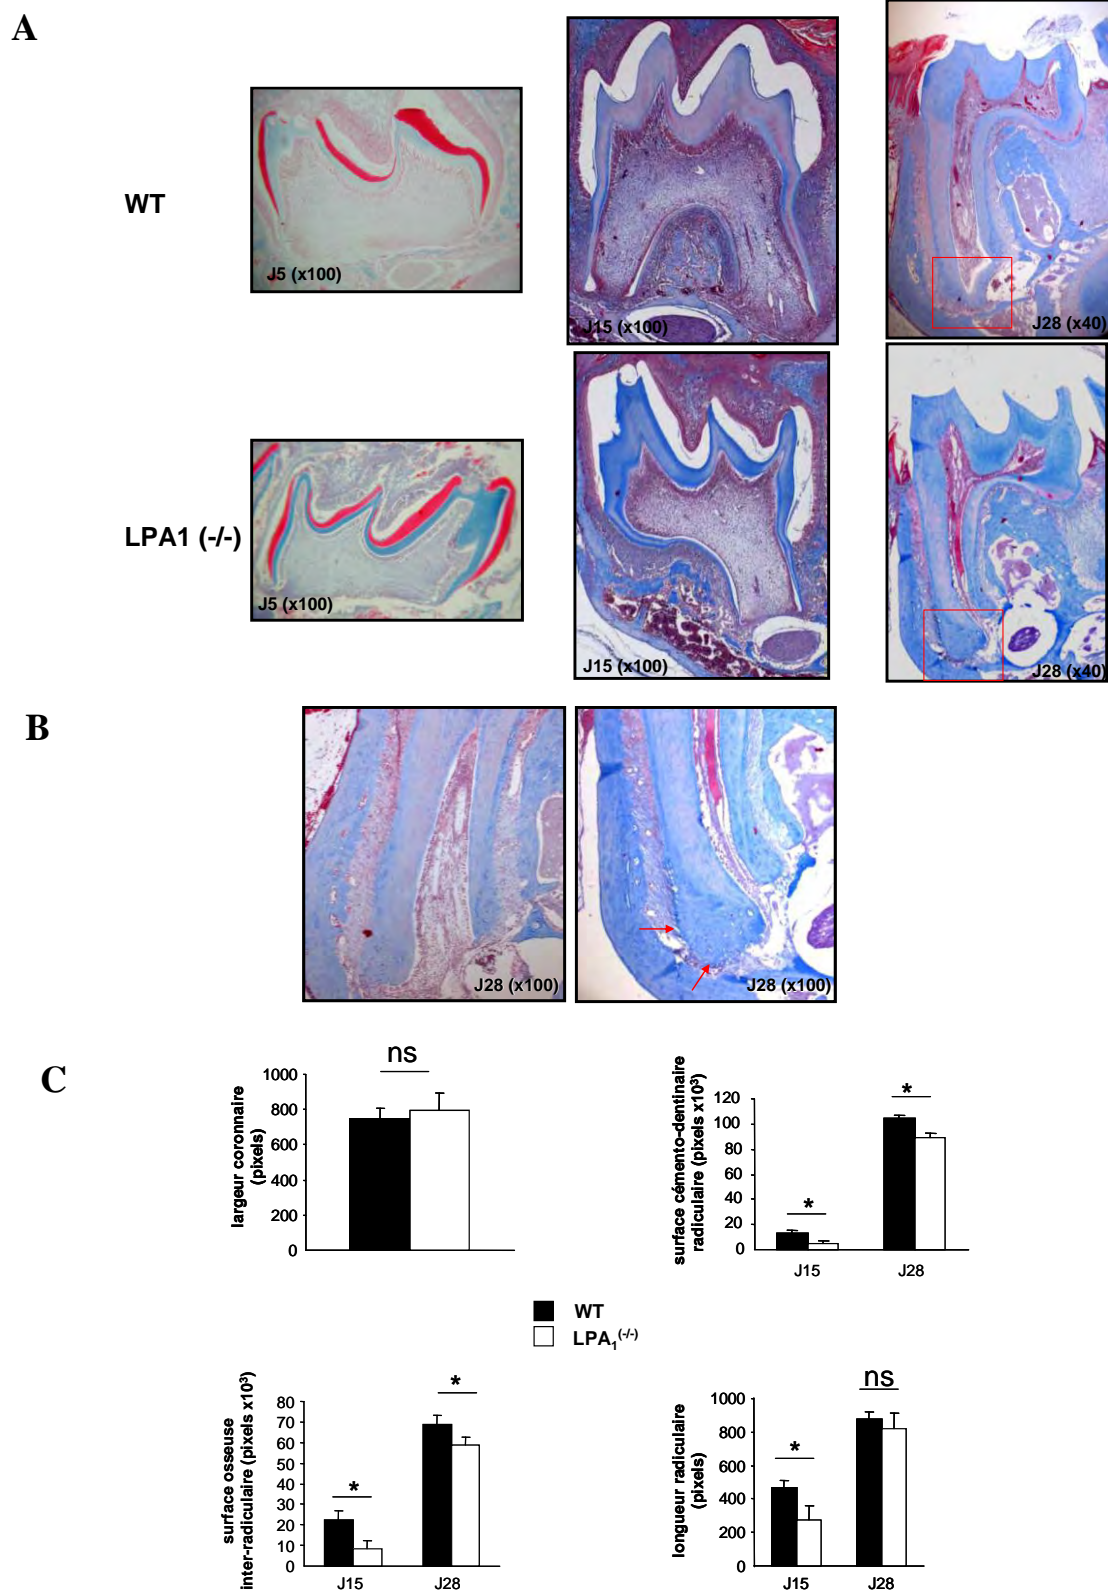 A
WT
J5 (x100)
J15 (x100)
J28 (x40)
LPA1 (-/-)
J5 (x100)
J15 (x100)
J28 (x40)
B
J28 (x100)
J28 (x100)
C
ns
largeur coronnaire
(pixels)
1000
800
600
400
200
0
surface cémento-dentinaire
radiculaire (pixels x10³)
120
100
80
60
40
20
0
*
*
J15
J28
WT
LPA₁(-/-)
surface osseuse
inter-radiculaire (pixels x10³)
80
70
60
50
40
30
20
10
0
*
*
J15
J28
longueur radiculaire
(pixels)
1000
800
600
400
200
0
*
ns
J15
J28